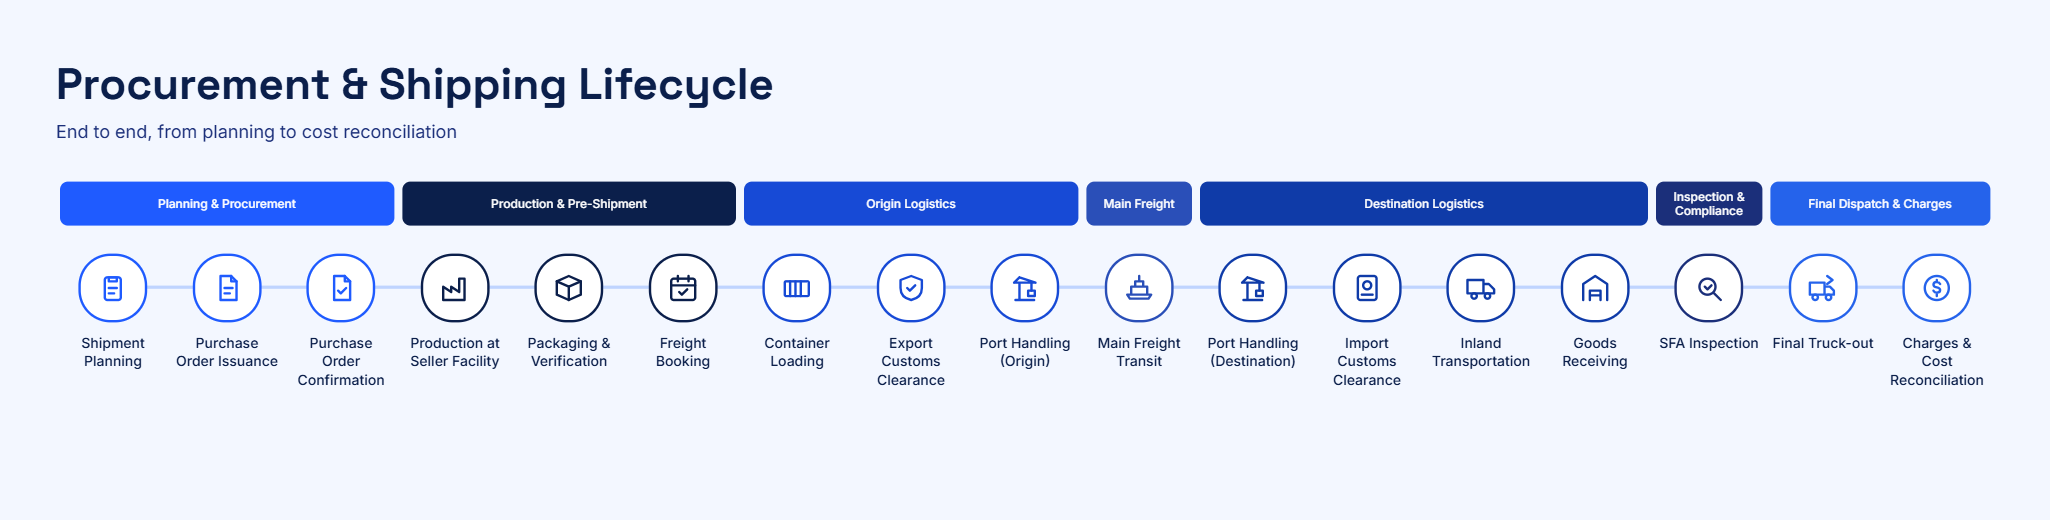 Procurement & Shipping Lifecycle
End to end, from planning to cost reconciliation
Planning & Procurement
Production & Pre-Shipment
Origin Logistics
Main Freight
Destination Logistics
Inspection &
Compliance
Final Dispatch & Charges
Shipment
Planning
Purchase
Order Issuance
Purchase
Order
Confirmation
Production at
Seller Facility
Packaging &
Verification
Freight
Booking
Container
Loading
Export
Customs
Clearance
Port Handling
(Origin)
Main Freight
Transit
Port Handling
(Destination)
Import
Customs
Clearance
Inland
Transportation
Goods
Receiving
SFA Inspection
Final Truck-out
Charges &
Cost
Reconciliation